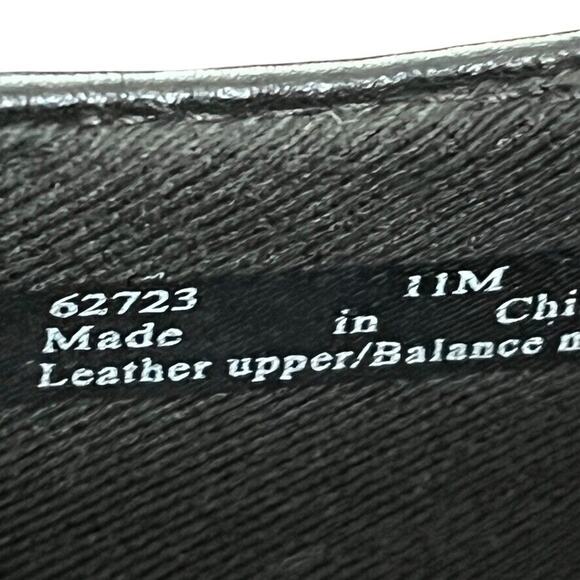 62723 11M
Made in Chi
Leather upper/Balance m